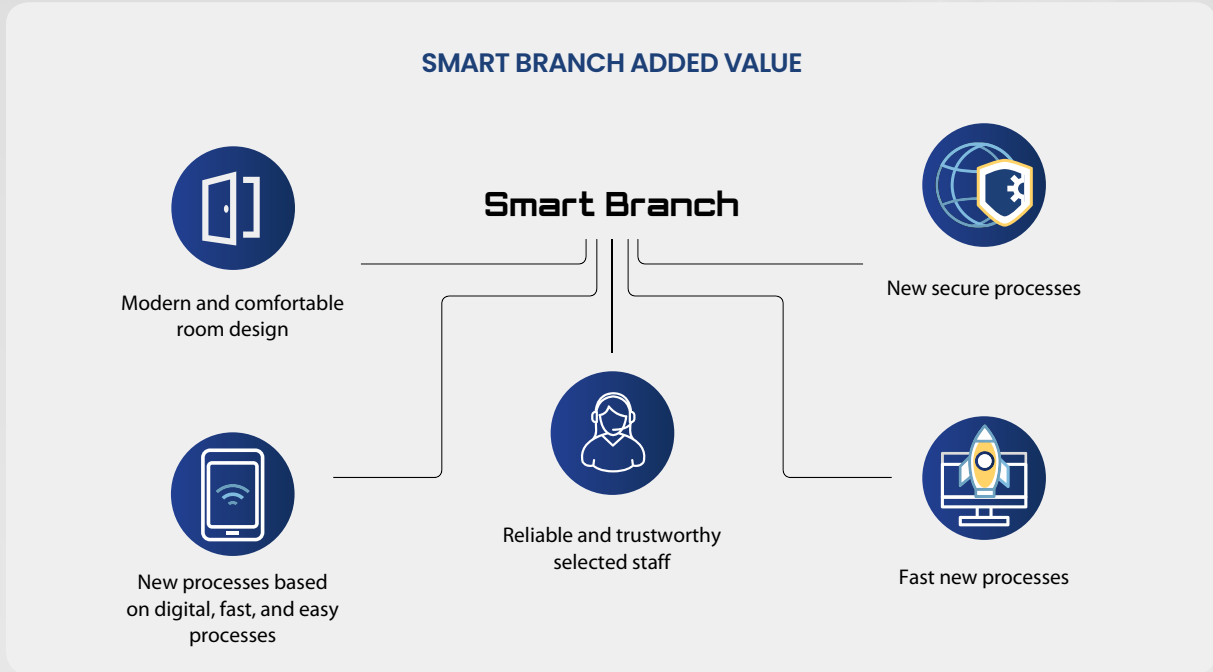 SMART BRANCH ADDED VALUE
Smart Branch
Modern and comfortable
room design
New secure processes
New processes based
on digital, fast, and easy
processes
Reliable and trustworthy
selected staff
Fast new processes